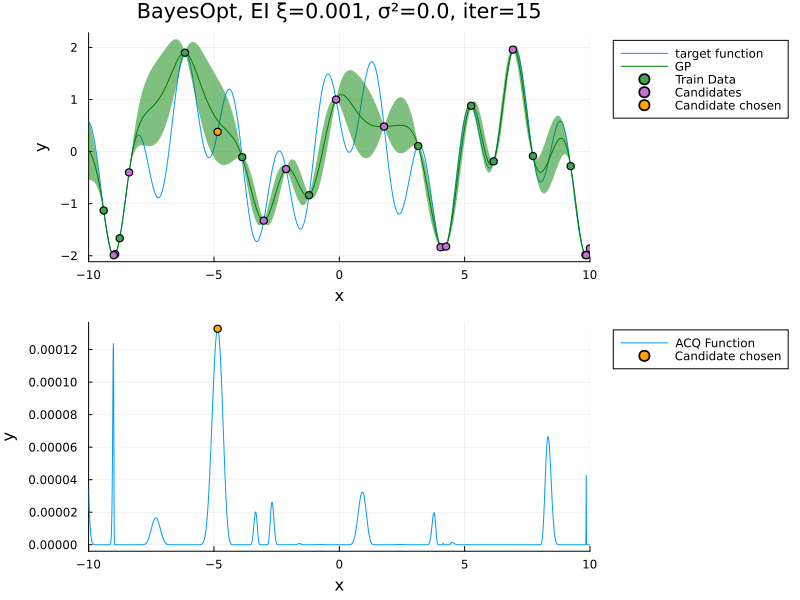 BayesOpt, EI ξ=0.001, σ²=0.0, iter=15
2
1
0
−1
−2
y
−10
−5
0
5
10
x
target function
GP
Train Data
Candidates
Candidate chosen
0.00012
0.00010
0.00008
0.00006
0.00004
0.00002
0.00000
y
−10
−5
0
5
10
x
ACQ Function
Candidate chosen